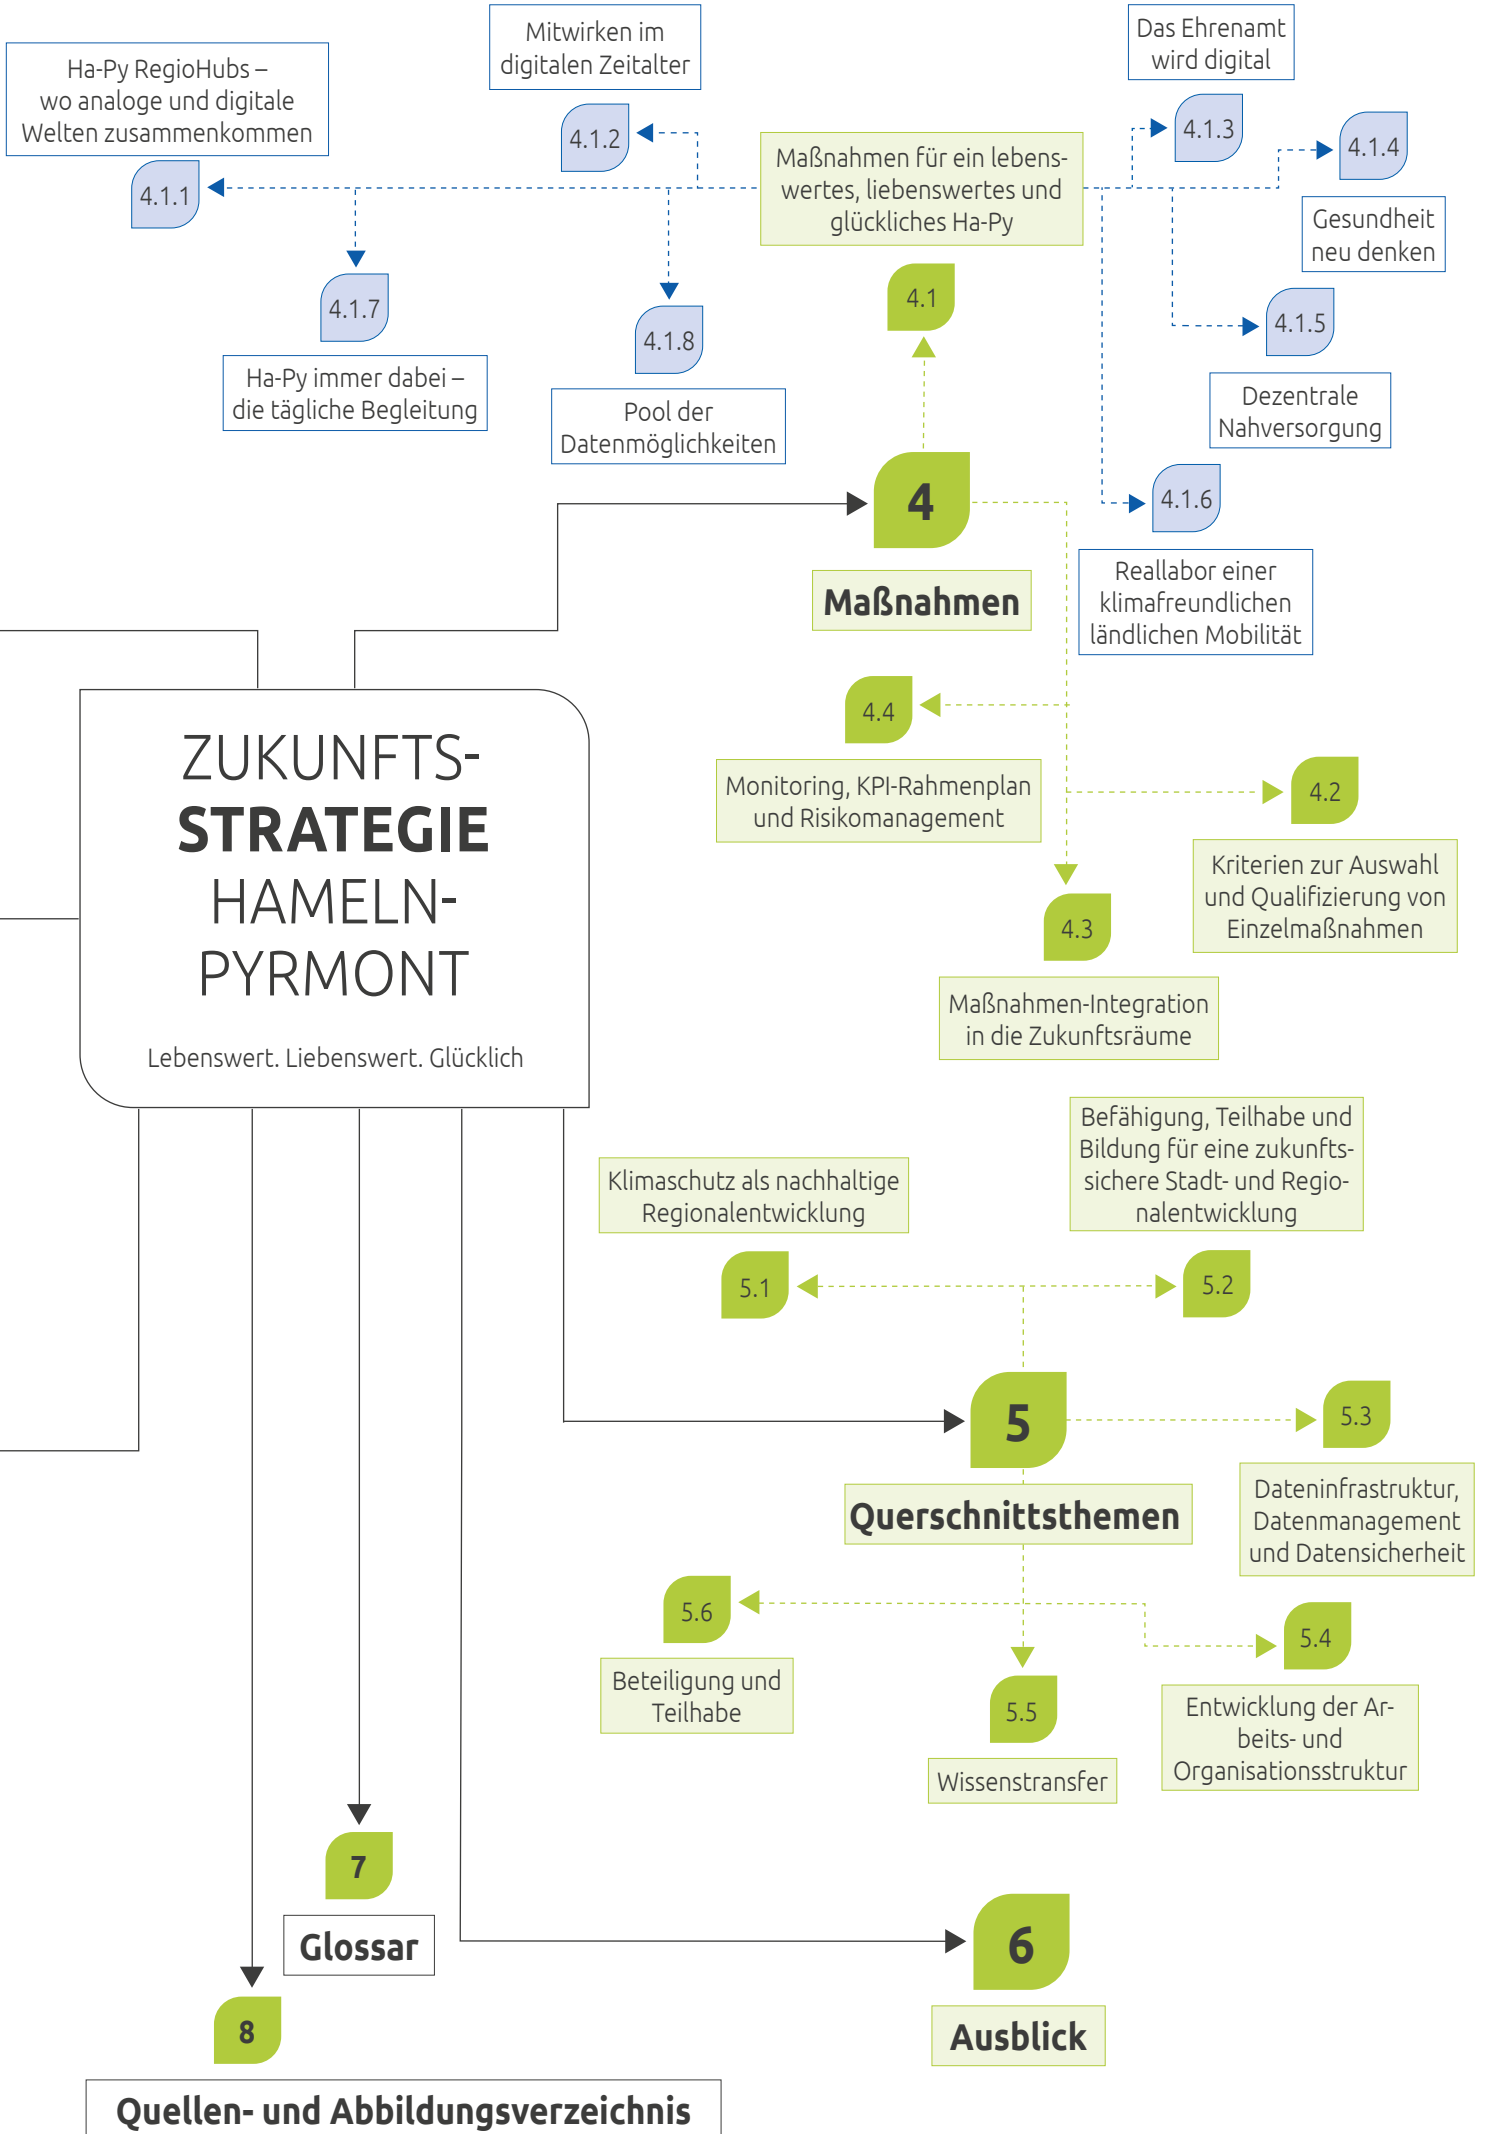 Ha-Py RegioHubs –
wo analoge und digitale
Welten zusammenkommen
4.1.1
Mitwirken im
digitalen Zeitalter
4.1.2
Maßnahmen für ein lebens-
wertes, liebenswertes und
glückliches Ha-Py
4.1
Das Ehrenamt
wird digital
4.1.3
4.1.4
Gesundheit
neu denken
4.1.5
Dezentrale
Nahversorgung
4.1.6
Reallabor einer
klimafreundlichen
ländlichen Mobilität
4.1.7
Ha-Py immer dabei –
die tägliche Begleitung
4.1.8
Pool der
Datenmöglichkeiten
4
Maßnahmen
4.4
Monitoring, KPI-Rahmenplan
und Risikomanagement
4.2
Kriterien zur Auswahl
und Qualifizierung von
Einzelmaßnahmen
4.3
Maßnahmen-Integration
in die Zukunftsräume
ZUKUNFTS-
STRATEGIE
HAMELN-
PYRMONT
Lebenswert. Liebenswert. Glücklich
Klimaschutz als nachhaltige
Regionalentwicklung
5.1
Befähigung, Teilhabe und
Bildung für eine zukunfts-
sichere Stadt- und Regio-
nalentwicklung
5.2
5
Querschnittsthemen
5.3
Dateninfrastruktur,
Datenmanagement
und Datensicherheit
5.6
Beteiligung und
Teilhabe
5.5
Wissenstransfer
5.4
Entwicklung der Ar-
beits- und
Organisationsstruktur
7
Glossar
6
Ausblick
8
Quellen- und Abbildungsverzeichnis